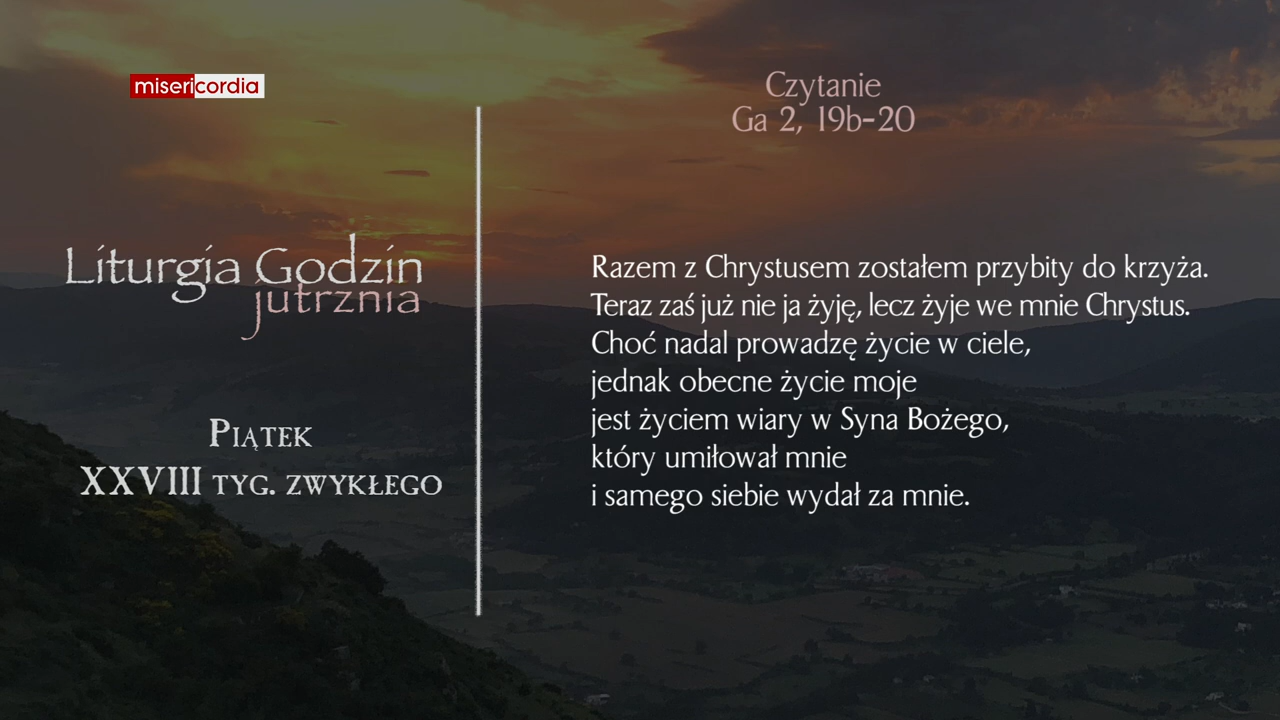 misericordia
Liturgia Godzin
jutrznia
Piątek
XXVIII tyg. zwykłego
Czytanie
Ga 2, 19b-20
Razem z Chrystusem zostałem przybity do krzyża.
Teraz zaś już nie ja żyję, lecz żyje we mnie Chrystus.
Choć nadal prowadzę życie w ciele,
jednak obecne życie moje
jest życiem wiary w Syna Bożego,
który umiłował mnie
i samego siebie wydał za mnie.